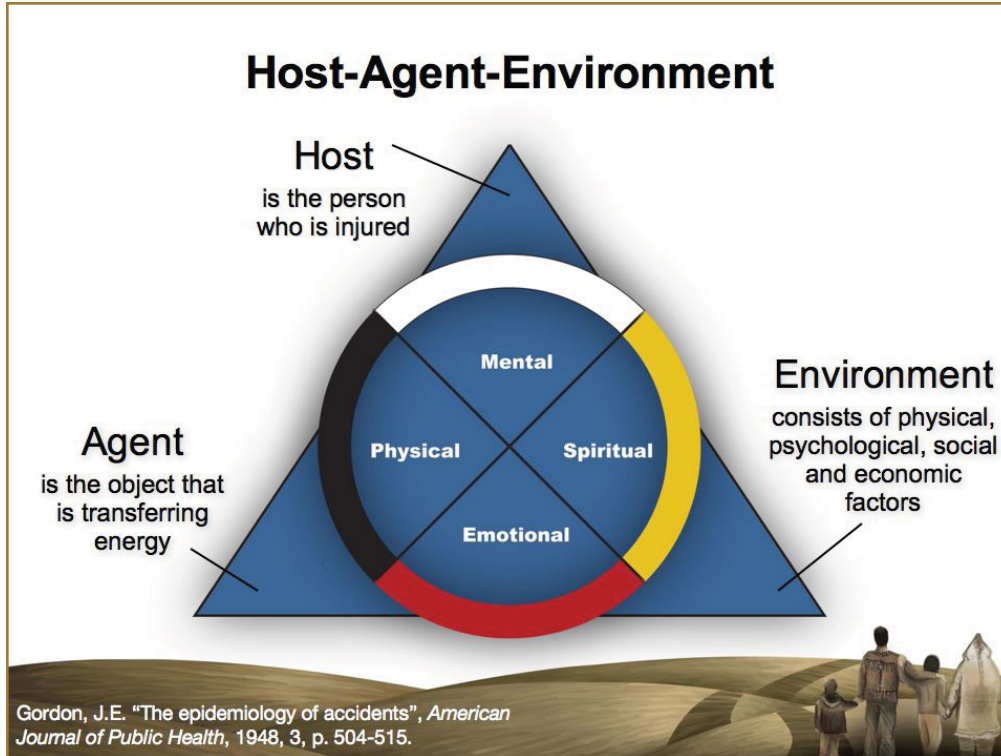 Host-Agent-Environment
Host
is the person
who is injured
Mental
Physical
Spiritual
Emotional
Agent
is the object that
is transferring
energy
Environment
consists of physical,
psychological, social
and economic
factors
Gordon, J.E. “The epidemiology of accidents”, American
Journal of Public Health, 1948, 3, p. 504-515.